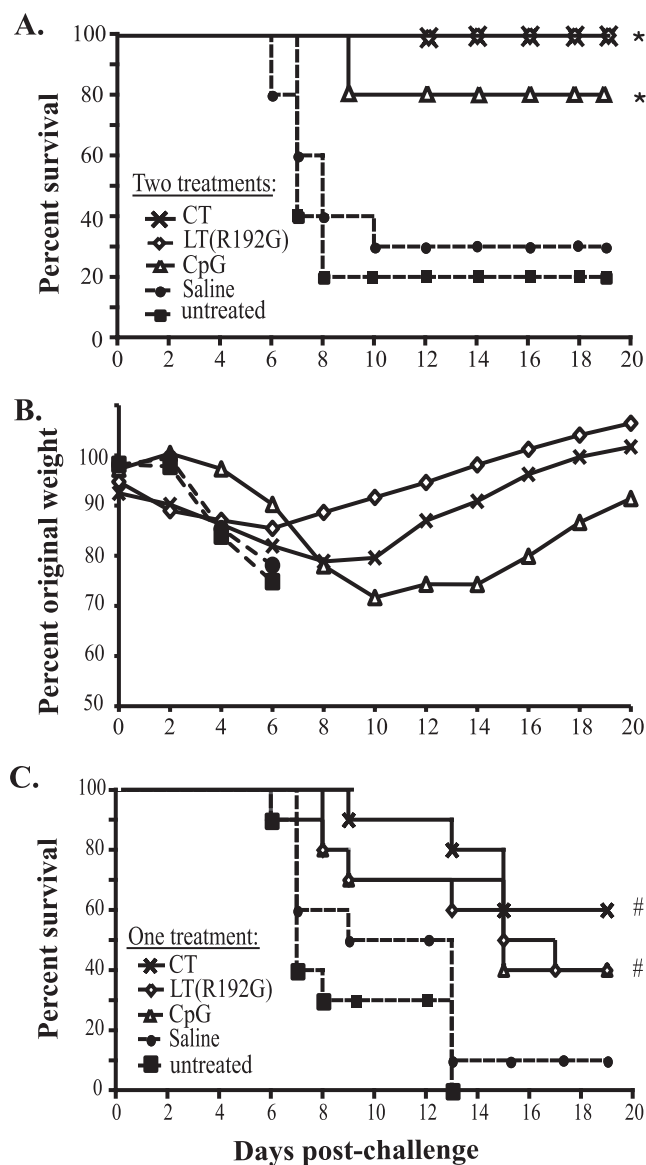 A.
Percent survival
100
80
60
40
20
0
Two treatments:
CT
LT(R192G)
CpG
Saline
untreated
*
*
0 2 4 6 8 10 12 14 16 18 20
B.
Percent original weight
100
90
80
70
60
50
0 2 4 6 8 10 12 14 16 18 20
C.
Percent survival
100
80
60
40
20
0
One treatment:
CT
LT(R192G)
CpG
Saline
untreated
#
#
0 2 4 6 8 10 12 14 16 18 20
Days post-challenge